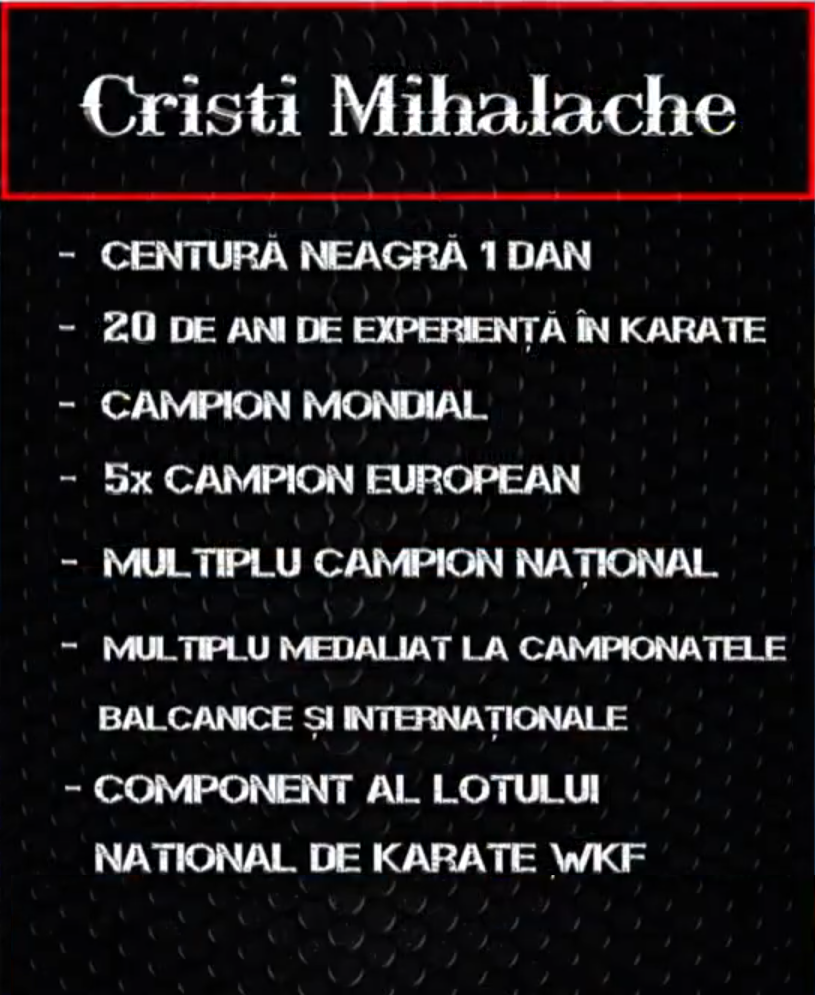 Cristi Mihalache
- CENTURĂ NEAGRĂ 1 DAN
- 20 DE ANI DE EXPERIENȚĂ ÎN KARATE
- CAMPION MONDIAL
- 5x CAMPION EUROPEAN
- MULTIPLU CAMPION NAȚIONAL
- MULTIPLU MEDALIAT LA CAMPIONATELE
BALCANICE ȘI INTERNAȚIONALE
- COMPONENT AL LOTULUI
NATIONAL DE KARATE WKF